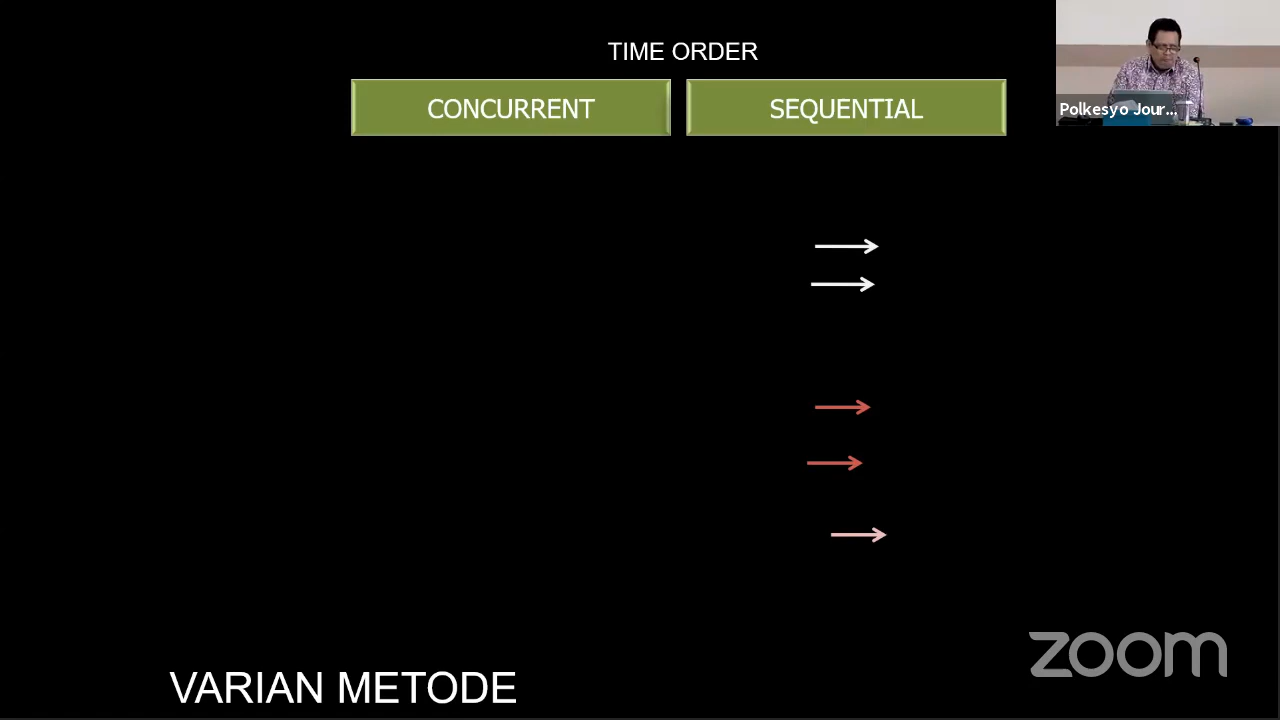 TIME ORDER
CONCURRENT
SEQUENTIAL
Polkesyo Jour...
zoom
VARIAN METODE